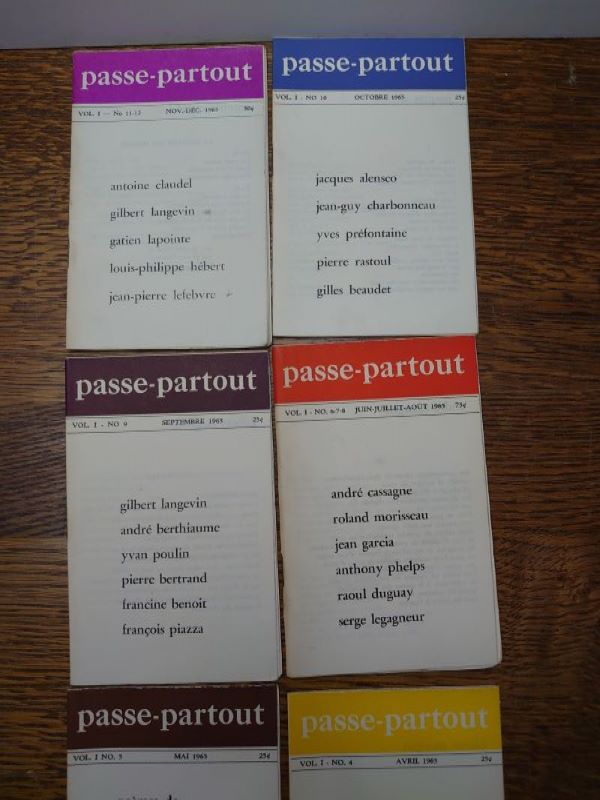 passe-partout
VOL. I — No 11-12 NOV.-DÉC. 1965 50¢
antoine claudel
gilbert langevin
gatien lapointe
louis-philippe hébert
jean-pierre lefebvre
passe-partout
VOL. I - NO 10 OCTOBRE 1965 25¢
jacques alensco
jean-guy charbonneau
yves préfontaine
pierre rastoul
gilles beaudet
passe-partout
VOL. I - NO 9 SEPTEMBRE 1965 25¢
gilbert langevin
andré berthiaume
yvan poulin
pierre bertrand
francine benoit
françois piazza
passe-partout
VOL. I - NO. 6-7-8 JUIN-JUILLET-AOUT 1965 75¢
andré cassagne
roland morisseau
jean garcia
anthony phelps
raoul duguay
serge legagneur
passe-partout
VOL. I NO. 5 MAI 1965 25¢
passe-partout
VOL. I - NO. 4 AVRIL 1965 25¢